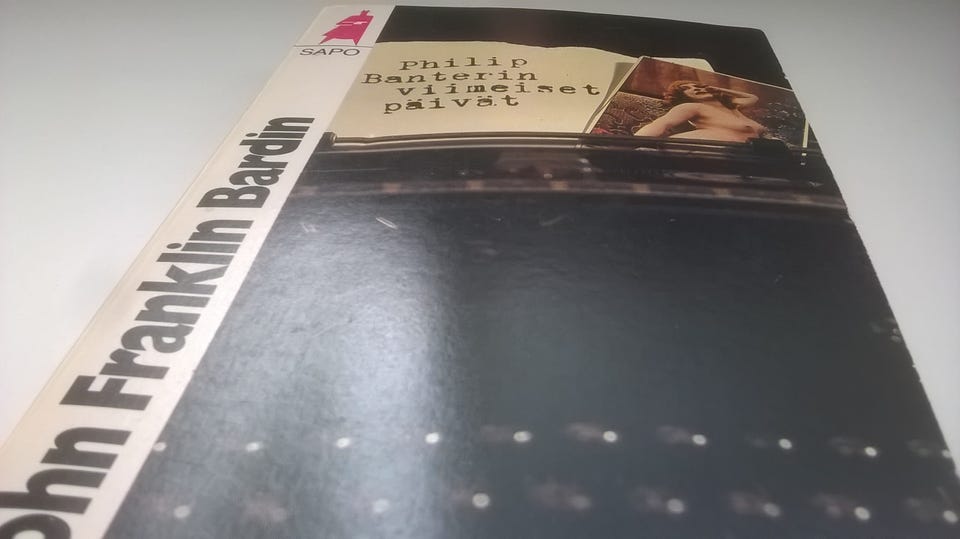 SAPO
Philip
Banterin
viimeiset
päivät
John Franklin Bardin